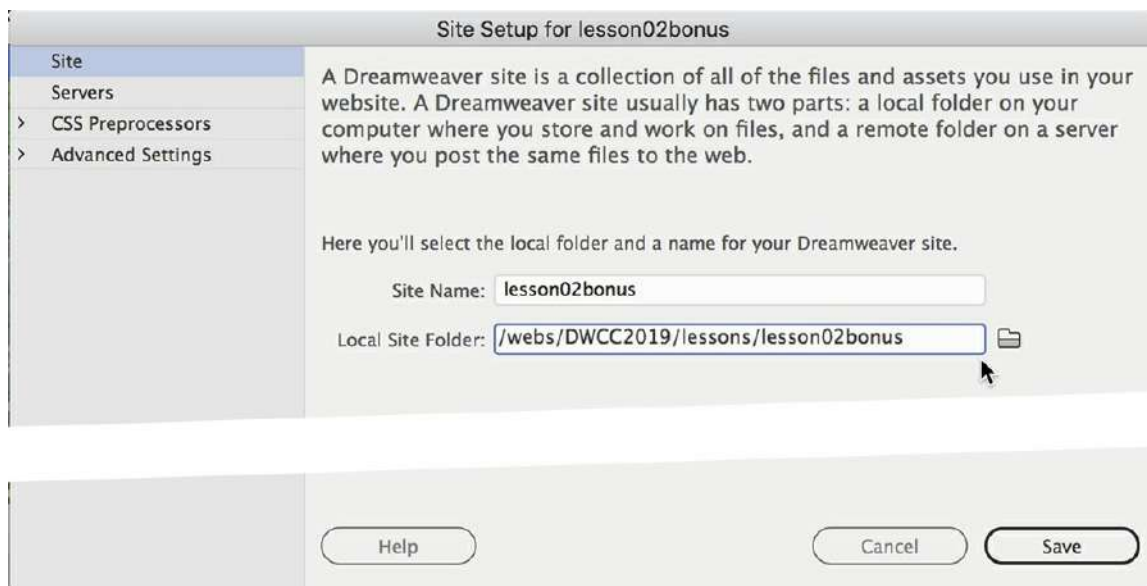 Site Setup for lesson02bonus
Site
Servers
CSS Preprocessors
Advanced Settings
A Dreamweaver site is a collection of all of the files and assets you use in your
website. A Dreamweaver site usually has two parts: a local folder on your
computer where you store and work on files, and a remote folder on a server
where you post the same files to the web.
Here you'll select the local folder and a name for your Dreamweaver site.
Site Name: lesson02bonus
Local Site Folder: /webs/DWCC2019/lessons/lesson02bonus
Help Cancel Save